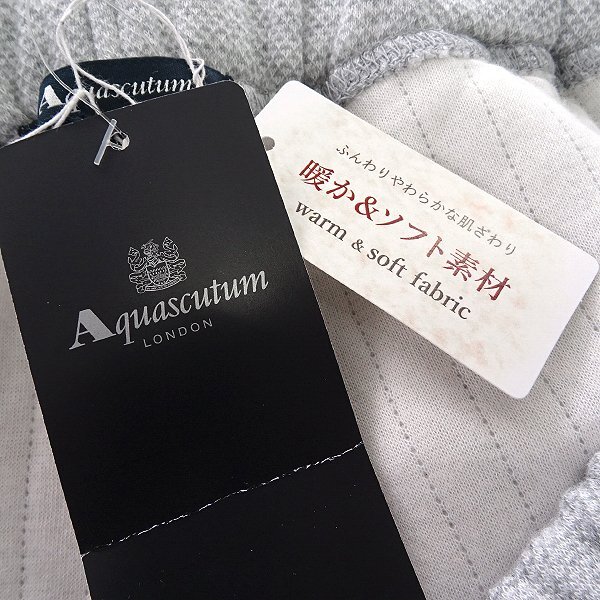 Aquascutum
Aquascutum
LONDON
ふんわりやわらかな肌ざわり
暖か&ソフト素材
warm & soft fabric